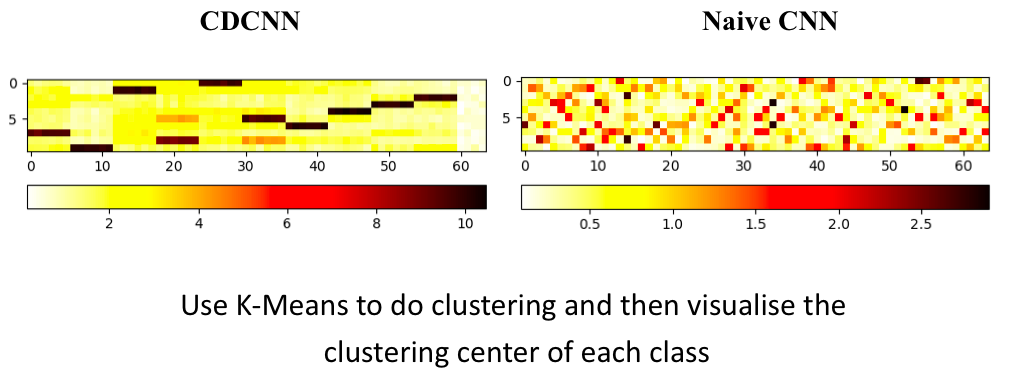 CDCNN
Naive CNN
0
5
0 10 20 30 40 50 60
2 4 6 8 10
0
5
0 10 20 30 40 50 60
0.5 1.0 1.5 2.0 2.5
Use K-Means to do clustering and then visualise the
clustering center of each class